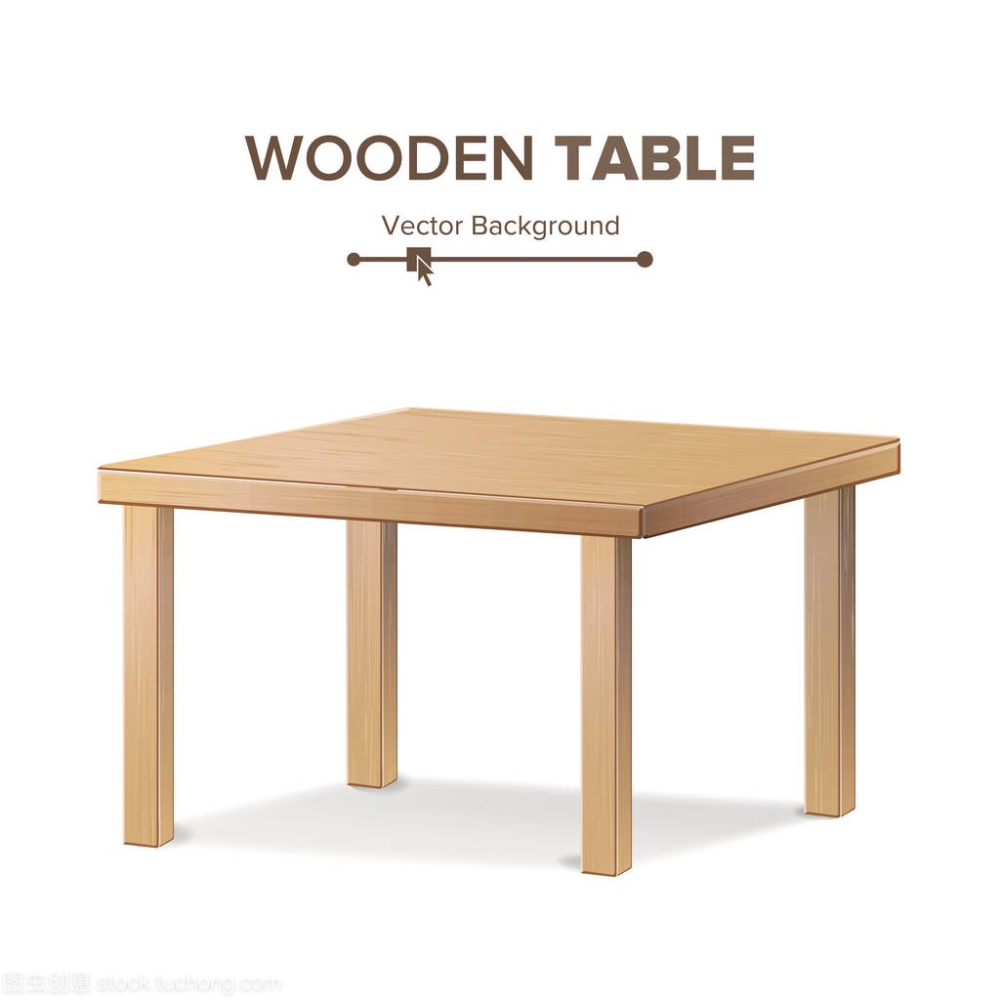 WOODEN TABLE
Vector Background
图虫创意 stock.tuchong.com